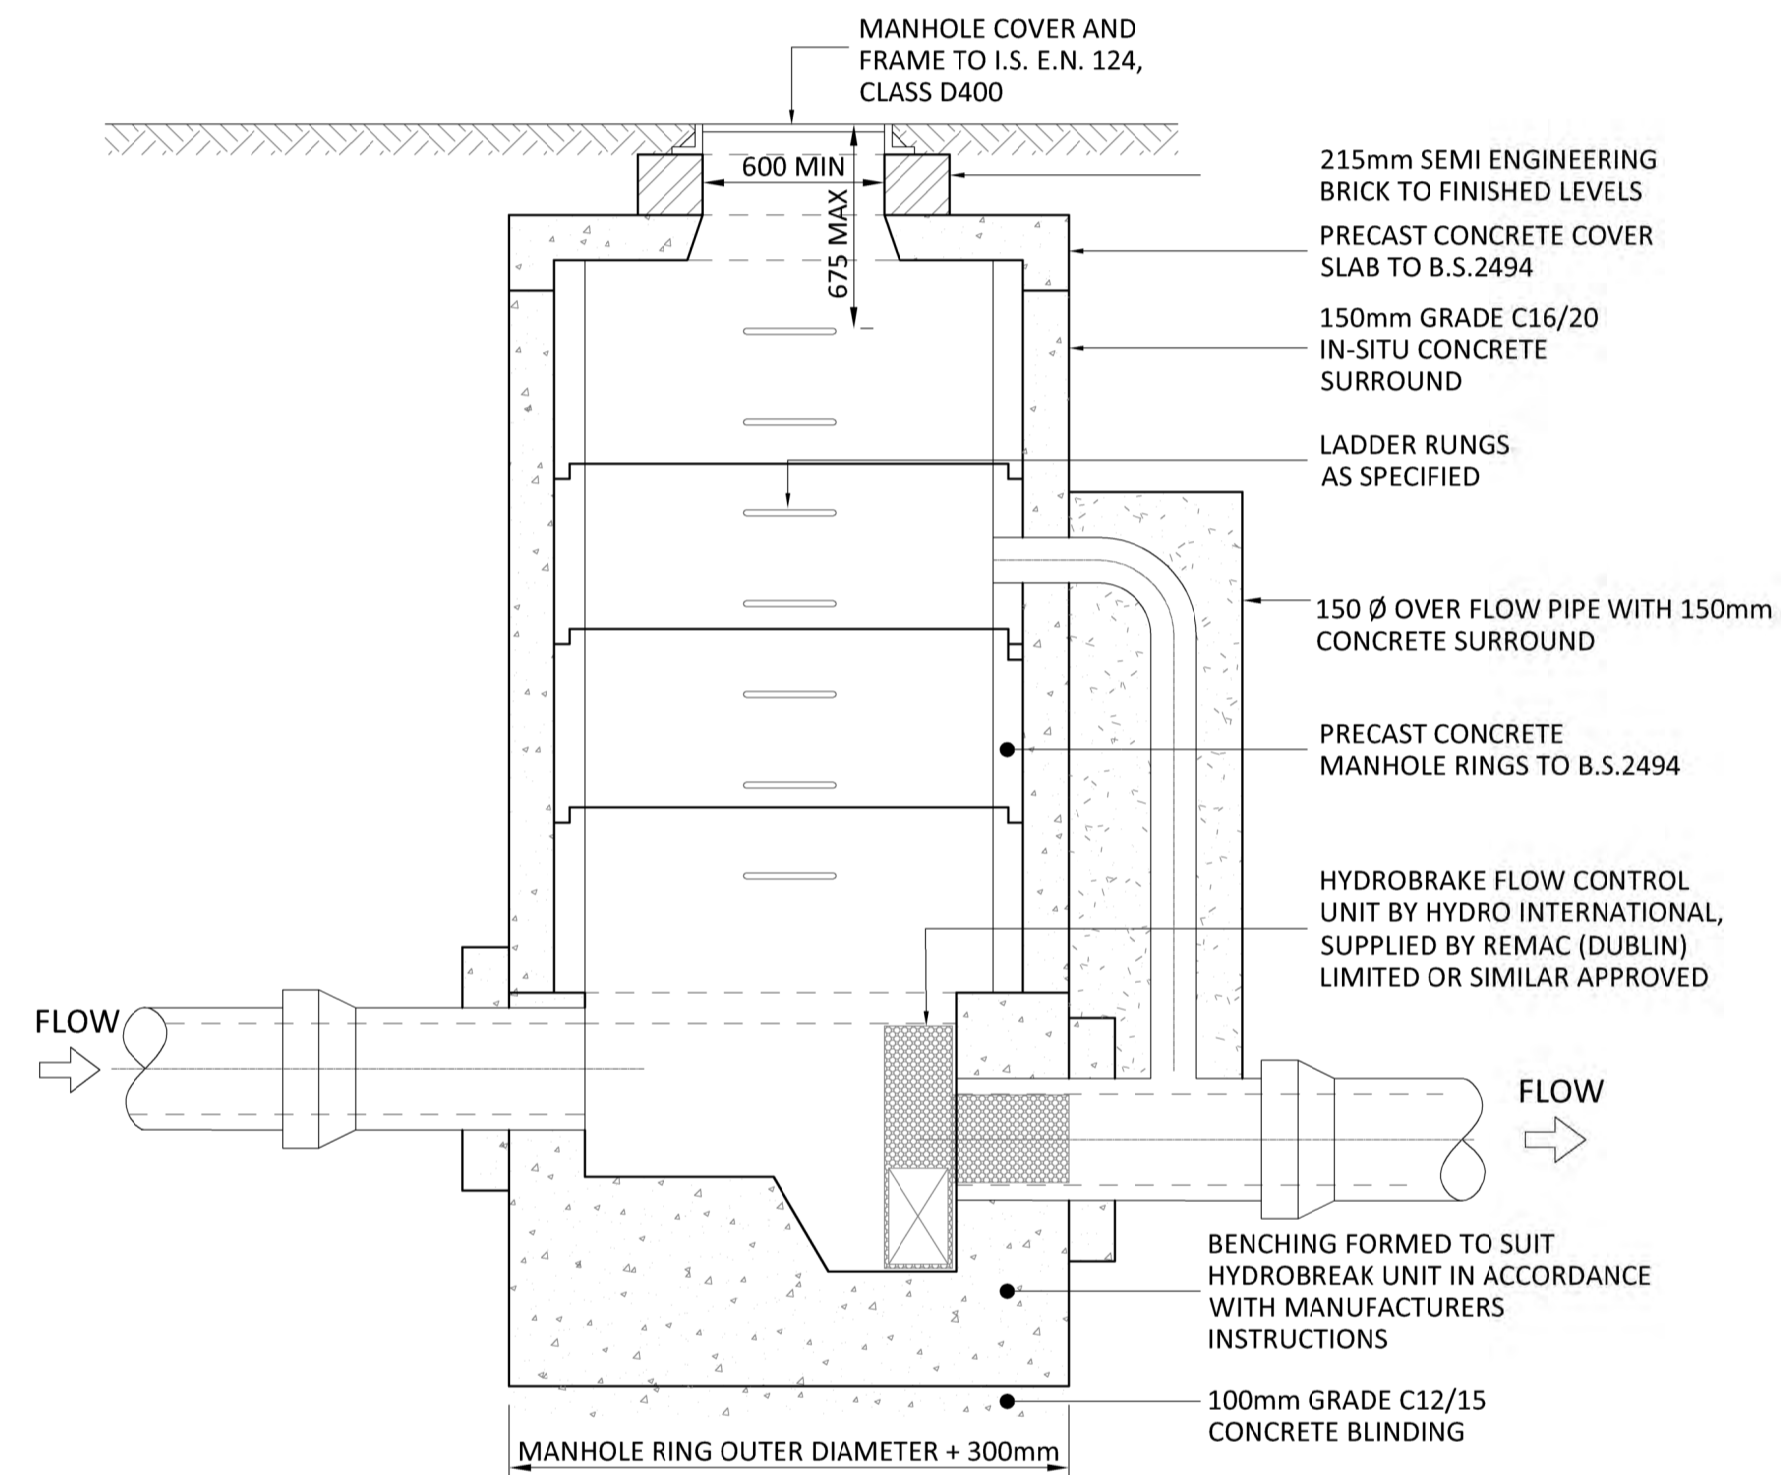 MANHOLE COVER AND
FRAME TO I.S. E.N. 124,
CLASS D400
600 MIN
675 MAX
215mm SEMI ENGINEERING
BRICK TO FINISHED LEVELS
PRECAST CONCRETE COVER
SLAB TO B.S.2494
150mm GRADE C16/20
IN-SITU CONCRETE
SURROUND
LADDER RUNGS
AS SPECIFIED
150 Ø OVER FLOW PIPE WITH 150mm
CONCRETE SURROUND
PRECAST CONCRETE
MANHOLE RINGS TO B.S.2494
HYDROBRAKE FLOW CONTROL
UNIT BY HYDRO INTERNATIONAL,
SUPPLIED BY REMAC (DUBLIN)
LIMITED OR SIMILAR APPROVED
FLOW
FLOW
BENCHING FORMED TO SUIT
HYDROBREAK UNIT IN ACCORDANCE
WITH MANUFACTURERS
INSTRUCTIONS
100mm GRADE C12/15
CONCRETE BLINDING
MANHOLE RING OUTER DIAMETER + 300mm